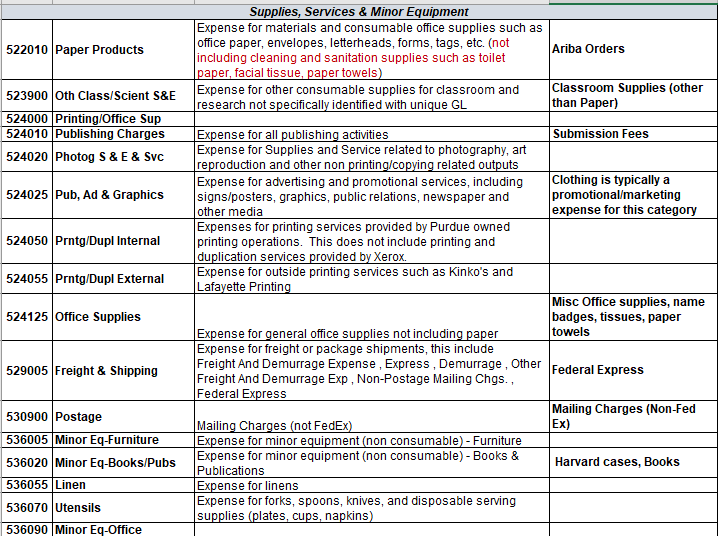 Supplies, Services & Minor Equipment
522010 Paper Products
Expense for materials and consumable office supplies such as
office paper, envelopes, letterheads, forms, tags, etc. (not
including cleaning and sanitation supplies such as toilet
paper, facial tissue, paper towels)
Ariba Orders
523900 Oth Class/Scient S&E
Expense for other consumables for classroom and
research not specifically identified with unique GL
Classroom Supplies (other
than Paper)
524000 Printing/Office Sup
524010 Publishing Charges
Expense for all publishing activities
Submission Fees
524020 Photog S & E & Svc
Expense for Supplies and Service related to photography, art
reproduction and other non printing/copying related outputs
524025 Pub, Ad & Graphics
Expense for advertising and promotional services, including
signs/posters, graphics, public relations, newspaper and
other media
Clothing is typically a
promotional/marketing
expense for this category
524050 Prntg/Dupl Internal
Expenses for printing services provided by Purdue owned
printing operations.  This does not include printing and
duplication services provided by Xerox.
524055 Prntg/Dupl External
Expense for outside printing services such as Kinko's and
Lafayette Printing
524125 Office Supplies
Expense for general office supplies not including paper
Misc Office supplies, name
badges, tissues, paper
towels
529005 Freight & Shipping
Expense for freight or package shipments, this include
Freight And Demurrage Expense , Express , Demurrage , Other
Freight And Demurrage Exp , Non-Postage Mailing Chgs. ,
Federal Express
Federal Express
530900 Postage
Mailing Charges (not FedEx)
Mailing Charges (Non-Fed
Ex)
536005 Minor Eq-Furniture
Expense for minor equipment (non consumable) - Furniture
536020 Minor Eq-Books/Pubs
Expense for minor equipment (non consumable) - Books &
Publications
Harvard cases, Books
536055 Linen
Expense for linens
536070 Utensils
Expense for forks, spoons, knives, and disposable serving
supplies (plates, cups, napkins)
536090 Minor Eq-Office